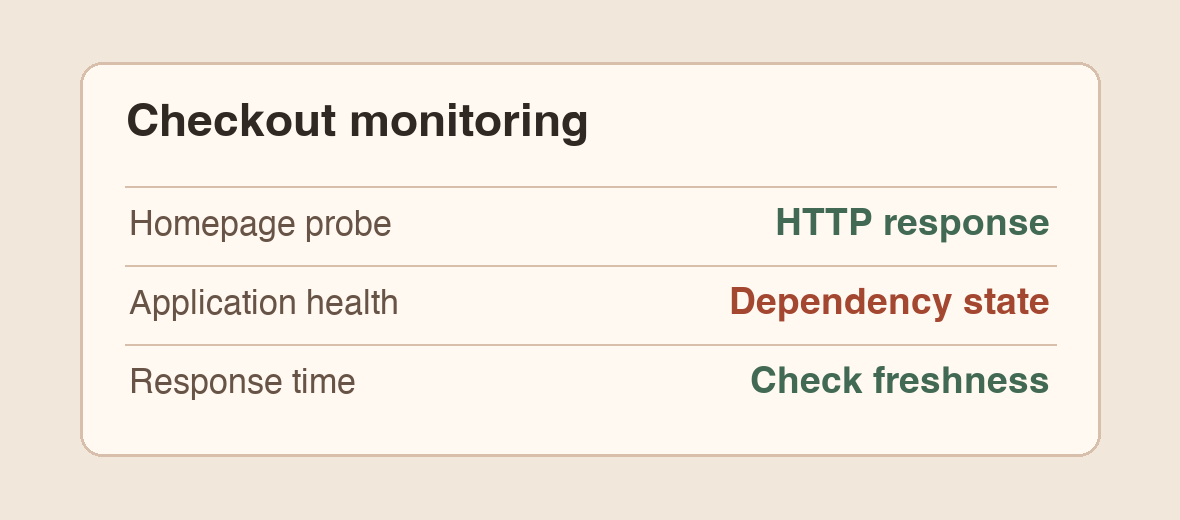 Checkout monitoring
Homepage probe HTTP response
Application health Dependency state
Response time Check freshness